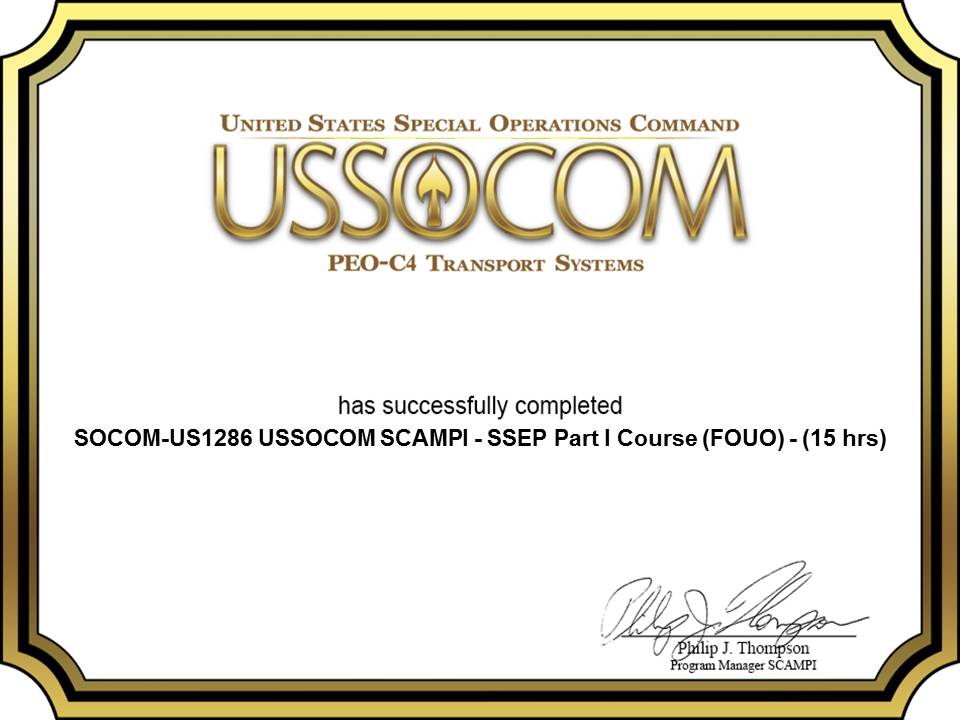 UNITED STATES SPECIAL OPERATIONS COMMAND
USSOCOM
PEO-C4 TRANSPORT SYSTEMS
has successfully completed
SOCOM-US1286 USSOCOM SCAMPI - SSEP Part I Course (FOUO) - (15 hrs)
Philip J. Thompson
Philip J. Thompson
Program Manager SCAMPI